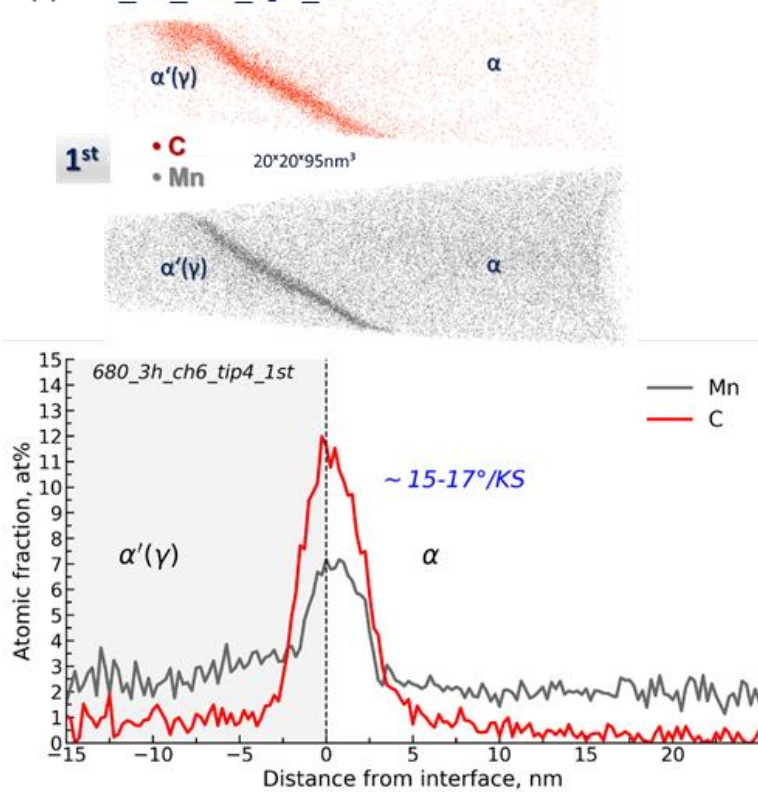 α'(γ)
α
1st
• C
• Mn
20*20*95nm³
α'(γ)
α
15
14
13
12
11
10
9
8
7
6
5
4
3
2
1
0
Atomic fraction, at%
680_3h_ch6_tip4_1st
Mn
C
~ 15-17°/KS
α'(γ)
α
−15 −10 −5 0 5 10 15 20
Distance from interface, nm